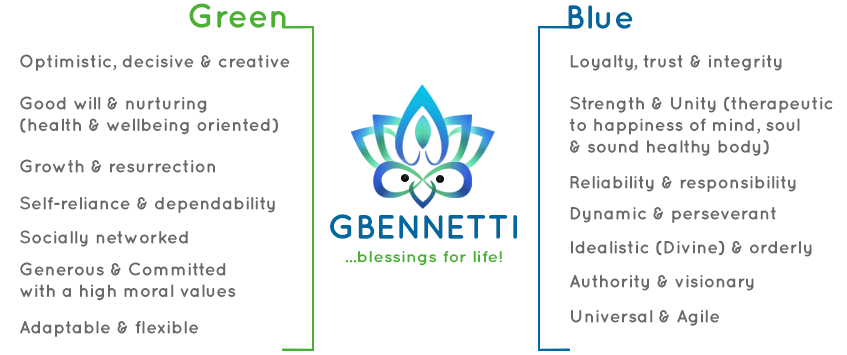 Green
Optimistic, decisive & creative
Good will & nurturing
(health & wellbeing oriented)
Growth & resurrection
Self-reliance & dependability
Socially networked
Generous & Committed
with a high moral values
Adaptable & flexible
GBENNETTI
...blessings for life!
Blue
Loyalty, trust & integrity
Strength & Unity (therapeutic
to happiness of mind, soul
& sound healthy body)
Reliability & responsibility
Dynamic & perseverant
Idealistic (Divine) & orderly
Authority & visionary
Universal & Agile